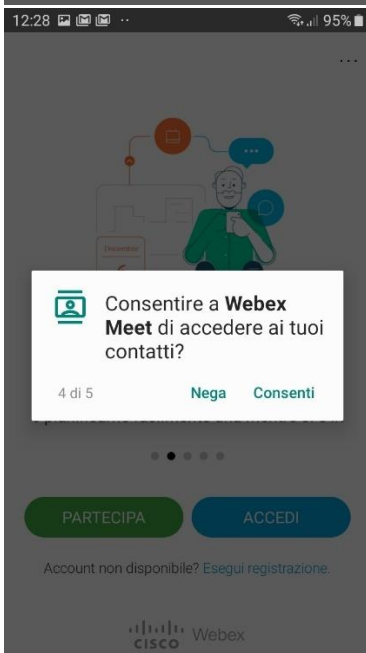 12:28 95%
...
Dicembre
Consentire a Webex
Meet di accedere ai tuoi
contatti?
4 di 5 Nega Consenti
PARTECIPA ACCEDI
Account non disponibile? Esegui registrazione.
CISCO Webex